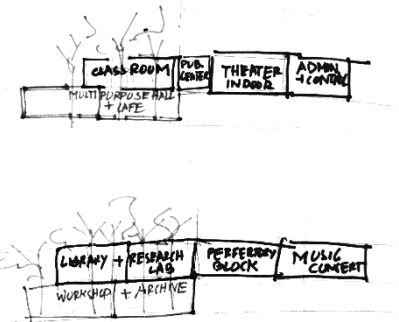 CLASSROOM
PUB. CENTER
THEATER INDOOR
ADMIN + CONTROL
MULTI PURPOSE HALL + CAFE
LIBRARY + RESEARCH LAB
PERFERTORY BLOCK
MUSIC CONCERT
WORKSHOP + ARCHIVE